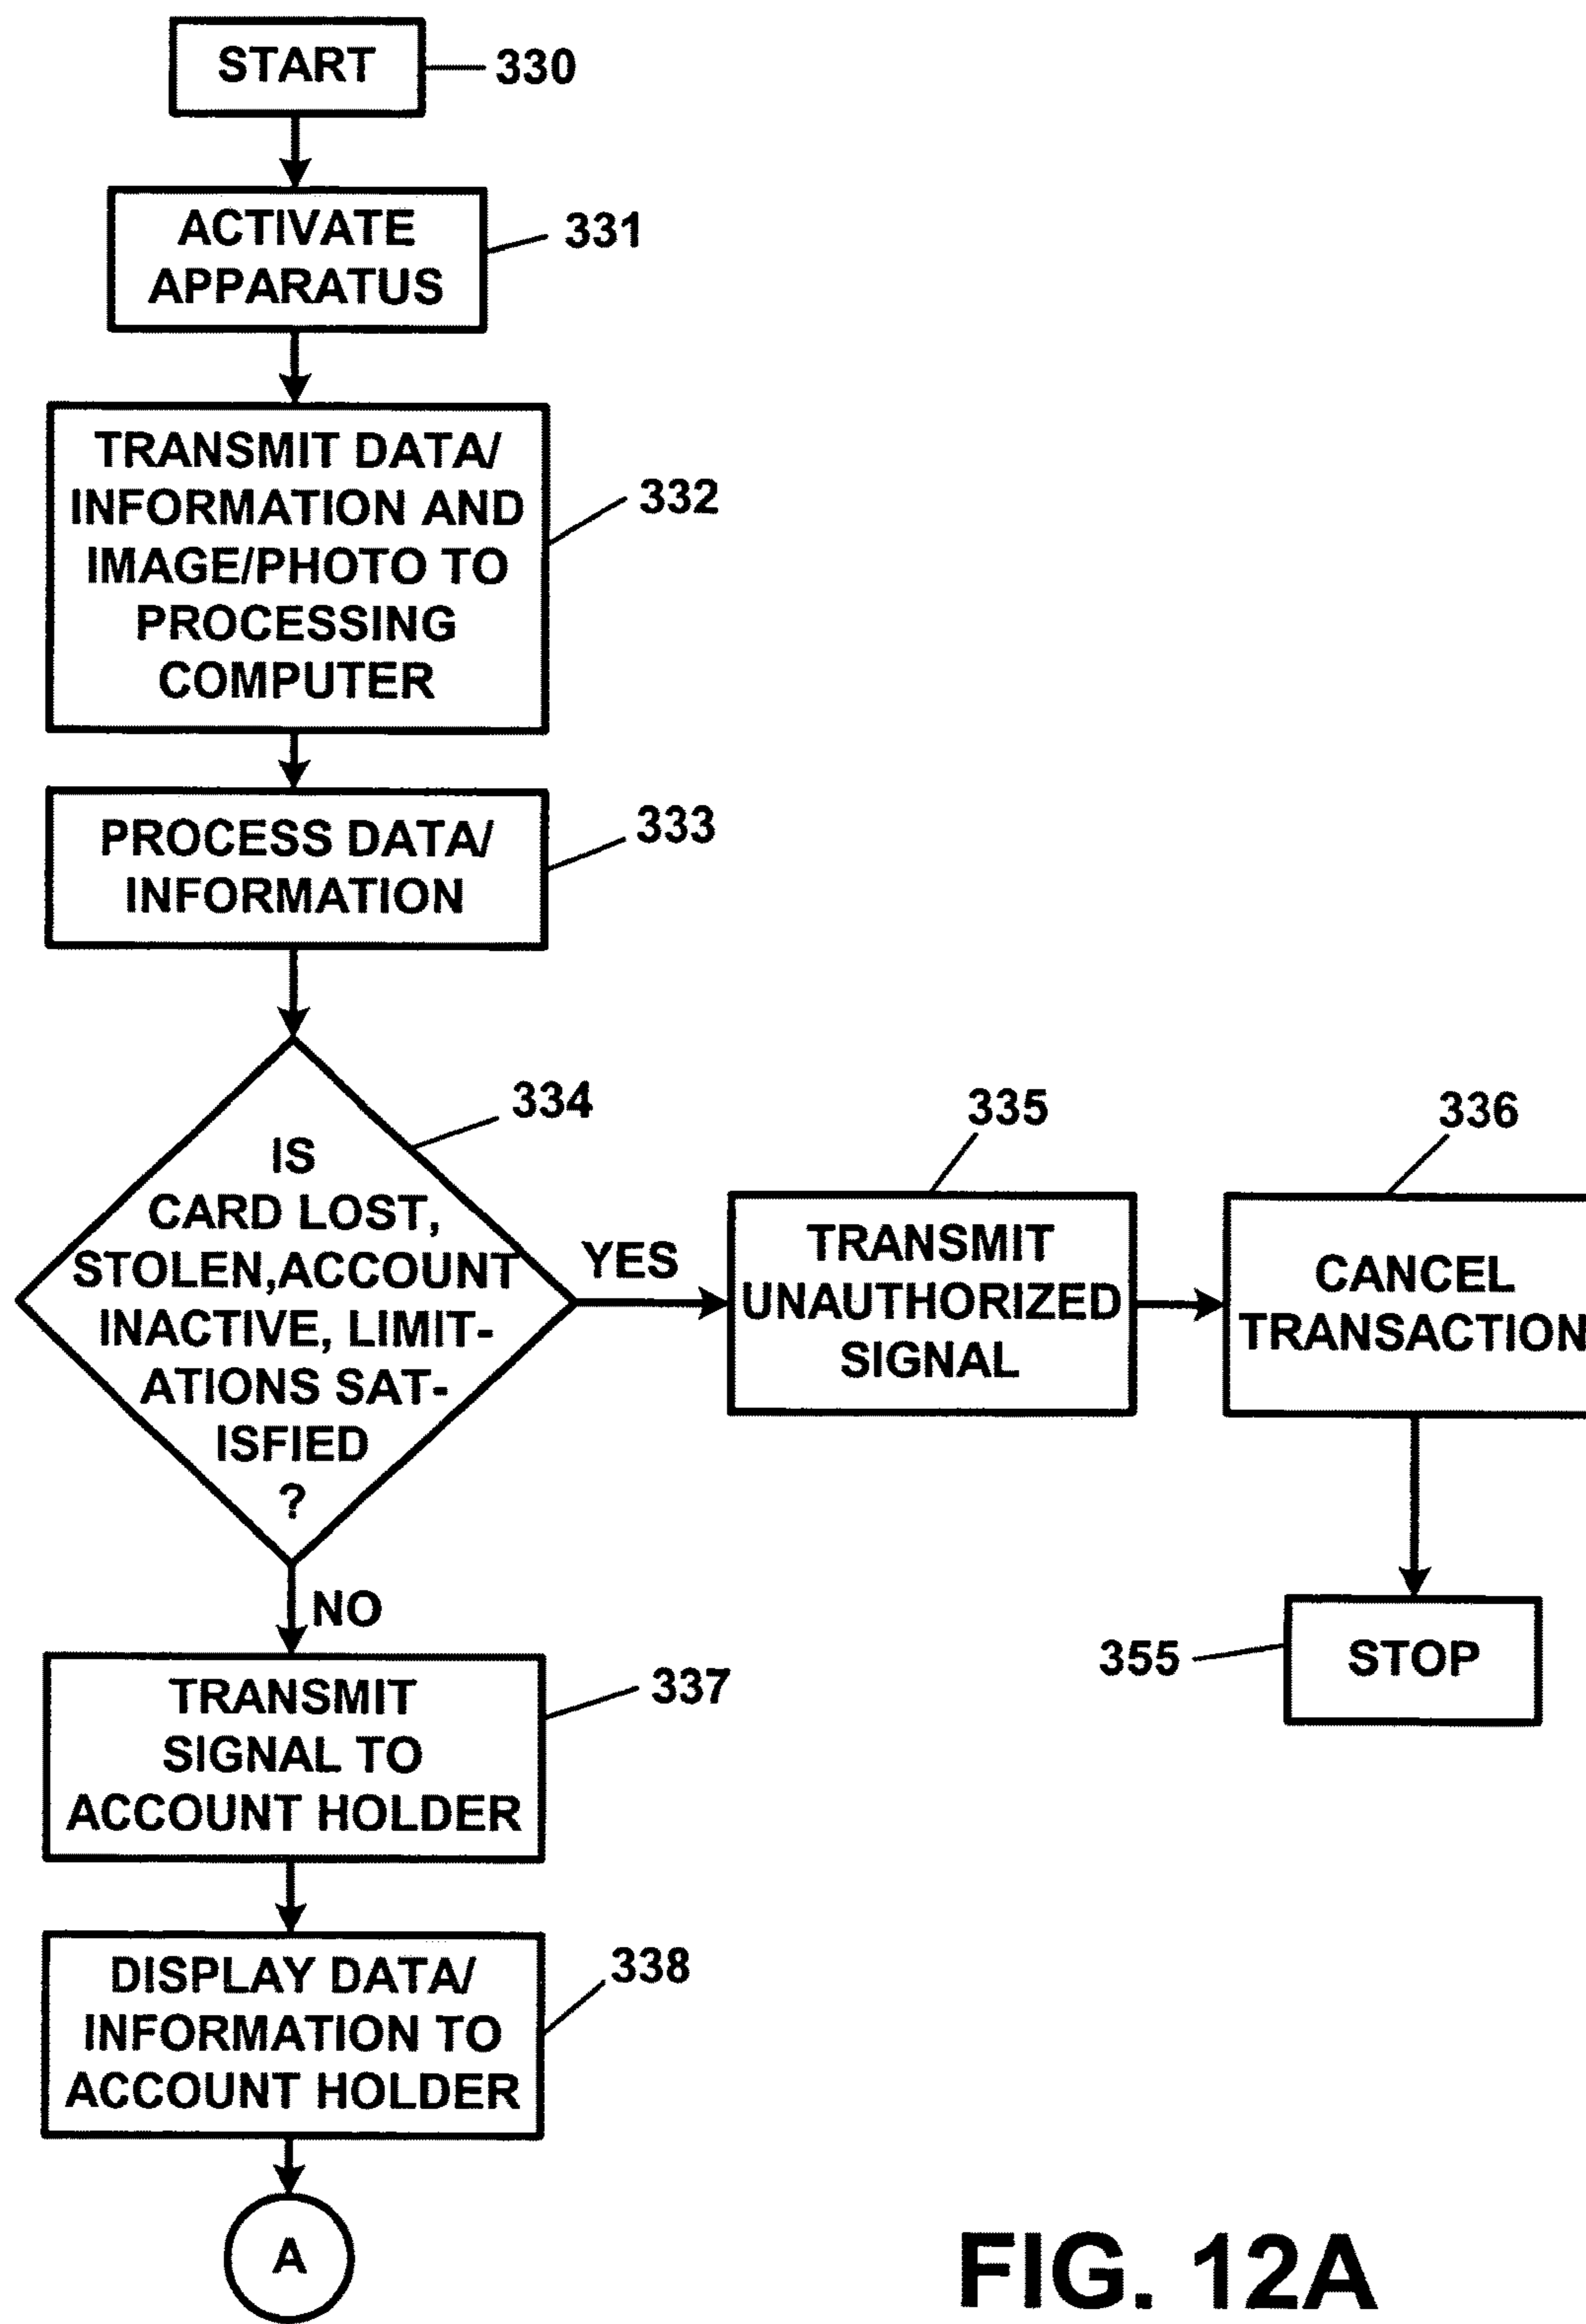 START
330
ACTIVATE
APPARATUS
331
TRANSMIT DATA/
INFORMATION AND
IMAGE/PHOTO TO
PROCESSING
COMPUTER
332
PROCESS DATA/
INFORMATION
333
334
IS
CARD LOST,
STOLEN,ACCOUNT
INACTIVE, LIMIT-
ATIONS SAT-
ISFIED
?
YES
335
TRANSMIT
UNAUTHORIZED
SIGNAL
336
CANCEL
TRANSACTION
355
STOP
NO
TRANSMIT
SIGNAL TO
ACCOUNT HOLDER
337
DISPLAY DATA/
INFORMATION TO
ACCOUNT HOLDER
338
A
FIG. 12A